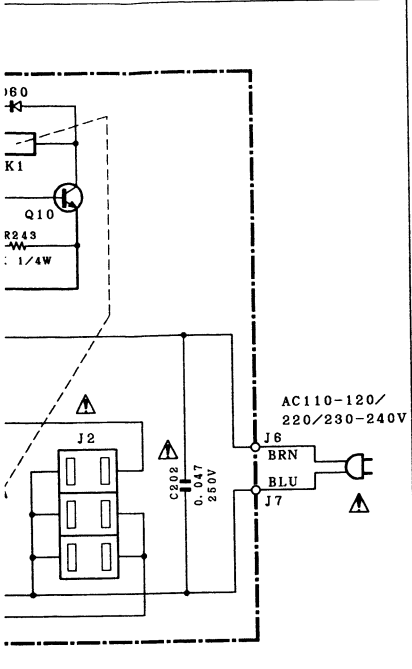 D60
K1
Q10
R243
1/4W
AC110-120/
220/230-240V
J2
J6
BRN
C202
0.047
250V
BLU
J7